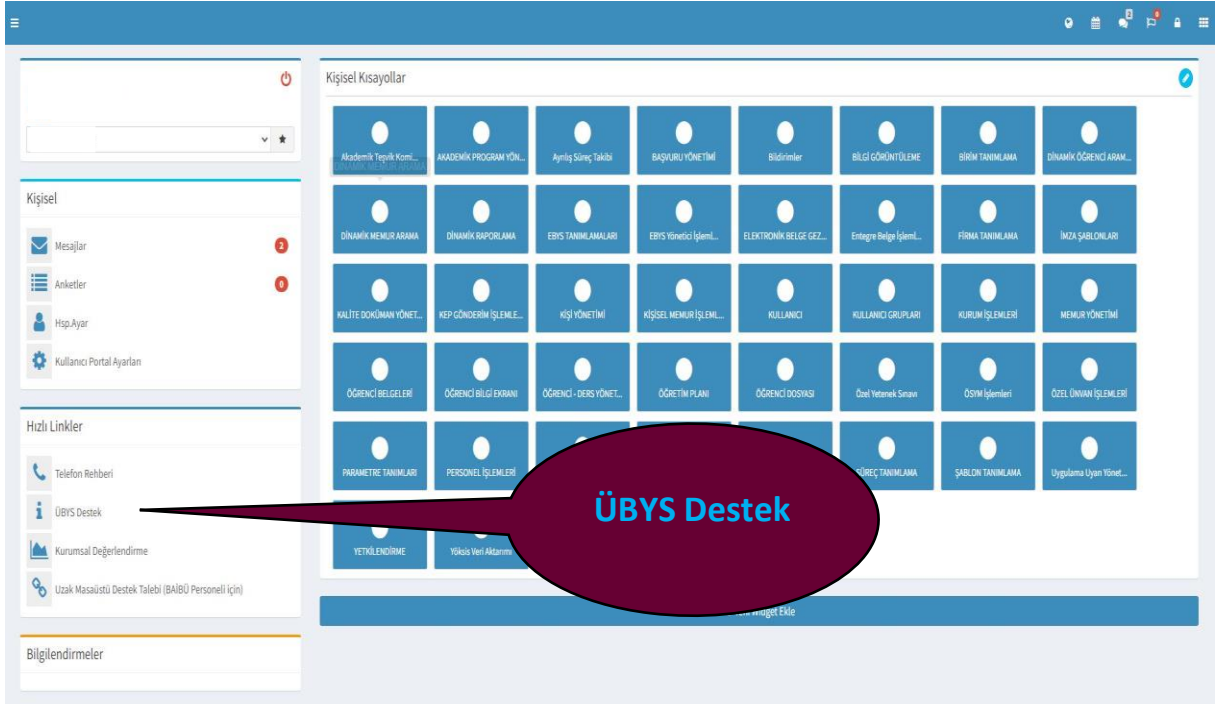 2
0
Kişisel Kısayollar
Akademik Teşvik Komi...
AKADEMİK PROGRAM YÖN...
Ayrılış Süreç Takibi
BAŞVURU YÖNETİMİ
Bildirimler
BİLGİ GÖRÜNTÜLEME
BİRİM TANIMLAMA
DİNAMİK ÖĞRENCİ ARAM...
DİNAMİK MEMUR ARAMA
Kişisel
Mesajlar
2
Anketler
0
Hsp.Ayar
Kullanıcı Portal Ayarları
DİNAMİK MEMUR ARAMA
DİNAMİK RAPORLAMA
EBYS TANIMLAMALARI
EBYS Yönetici İşleml...
ELEKTRONİK BELGE GEZ...
Entegre Belge İşleml...
FİRMA TANIMLAMA
İMZA ŞABLONLARI
KALİTE DOKÜMAN YÖNET...
KEP GÖNDERİM İŞLEMLE...
KİŞİ YÖNETİMİ
KİŞİSEL MEMUR İŞLEML...
KULLANICI
KULLANICI GRUPLARI
KURUM İŞLEMLERİ
MEMUR YÖNETİMİ
ÖĞRENCİ BELGELERİ
ÖĞRENCİ BİLGİ EKRANI
ÖĞRENCİ - DERS YÖNET...
ÖĞRETİM PLANI
ÖĞRENCİ DOSYASI
Özel Yetenek Sınavı
ÖSYM İşlemleri
ÖZEL ÜNVAN İŞLEMLERİ
Hızlı Linkler
Telefon Rehberi
ÜBYS Destek
Kurumsal Değerlendirme
Uzak Masaüstü Destek Talebi (BAİBÜ Personeli için)
PARAMETRE TANIMLARI
PERSONEL İŞLEMLERİ
SÜREÇ TANIMLAMA
ŞABLON TANIMLAMA
Uygulama Uyarı Yönet...
YETKİLENDİRME
Yöksis Veri Aktarımı
ÜBYS Destek
Widget Ekle
Bilgilendirmeler